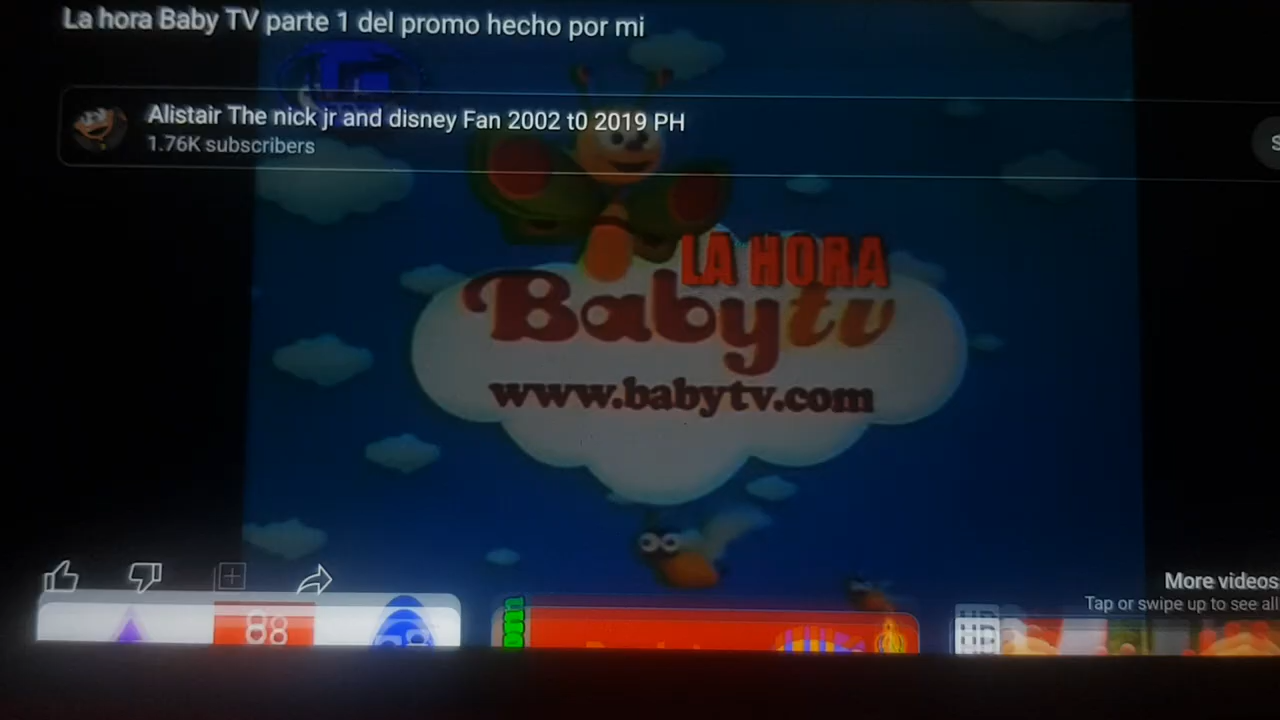 La hora Baby TV parte 1 del promo hecho por mi
Alistair The nick jr and disney Fan 2002 t0 2019 PH
1.76K subscribers
LA HORA
Babytv
www.babytv.com
More videos
Tap or swipe up to see all
88
HD